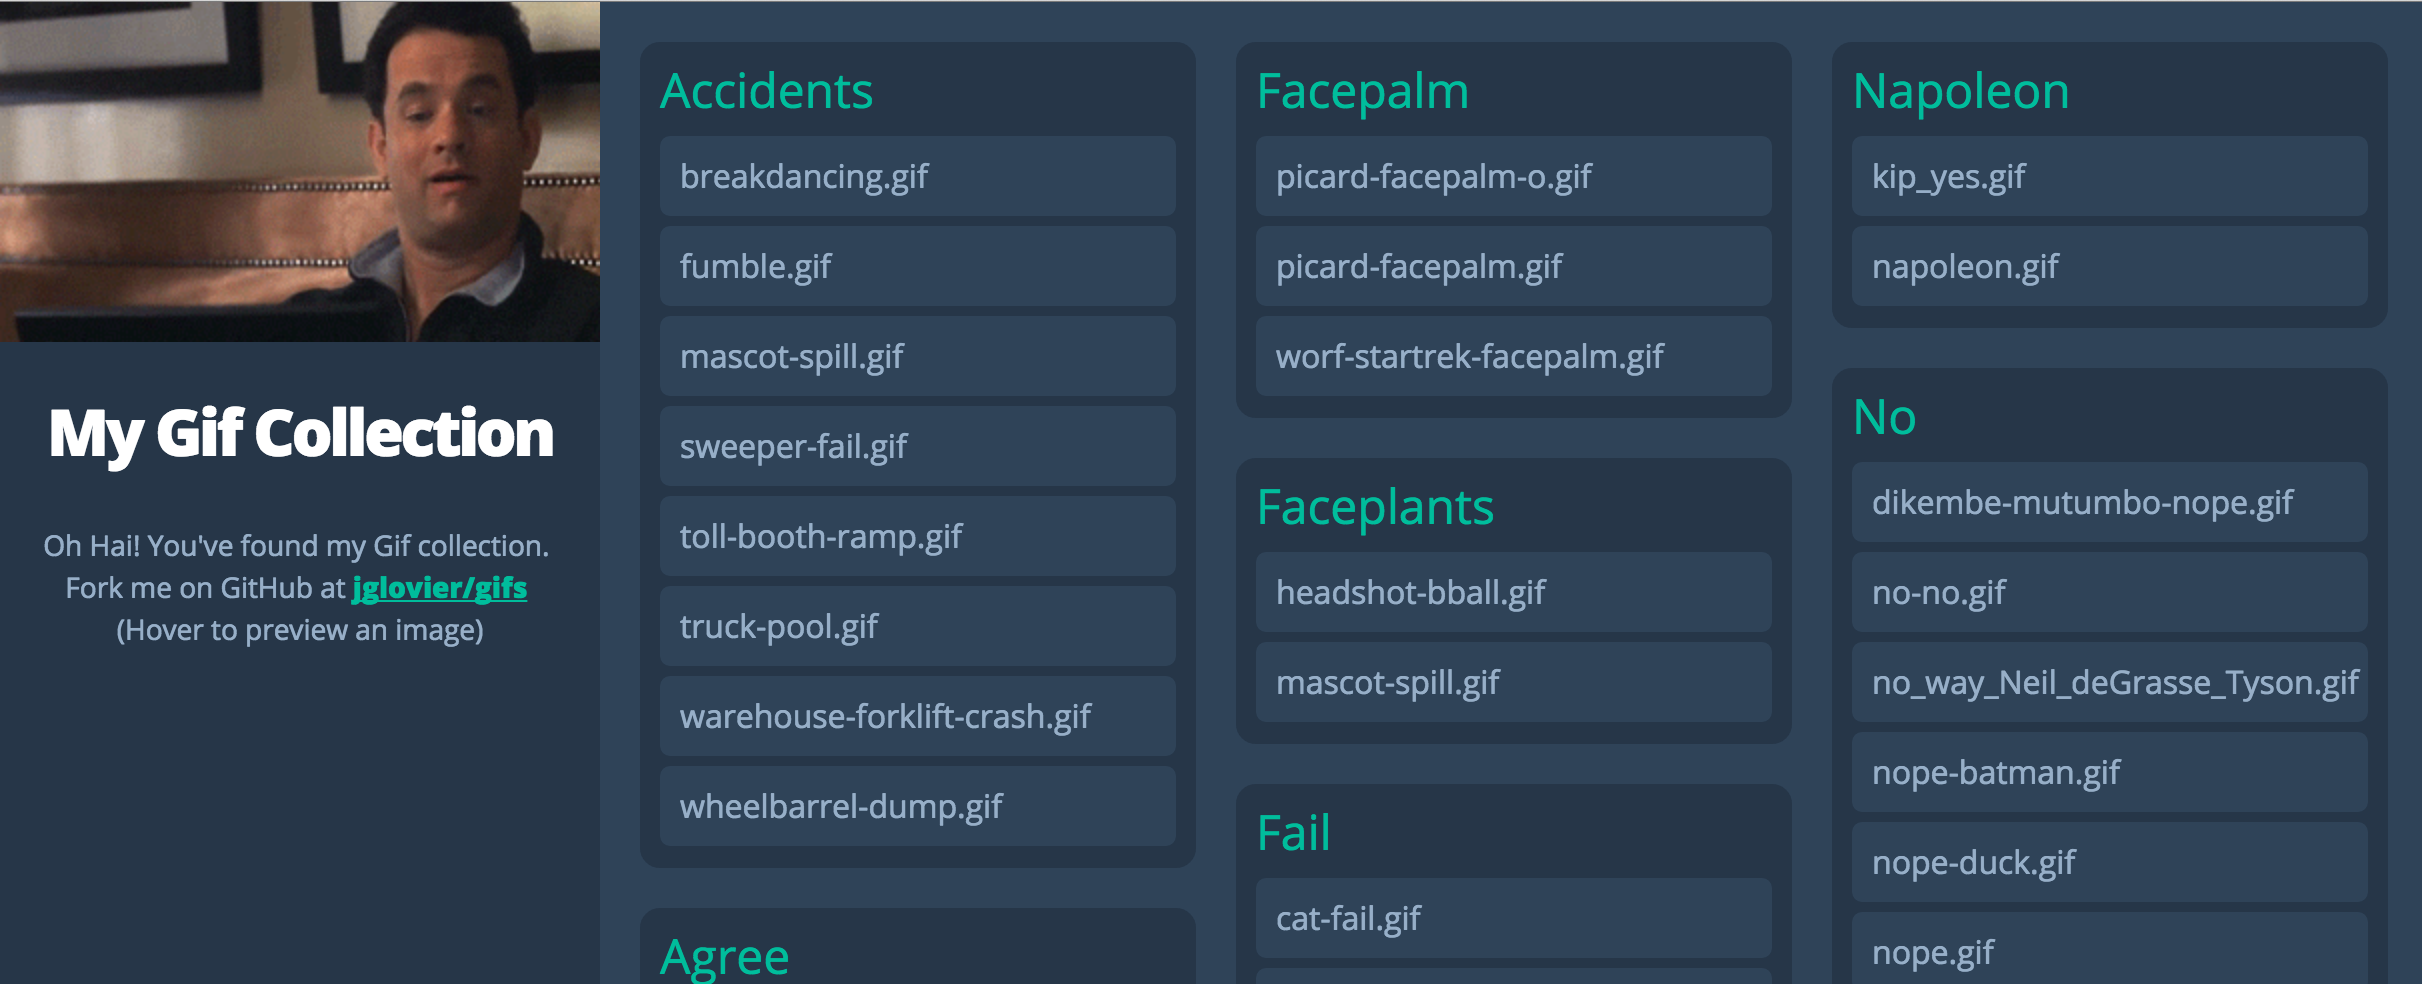 My Gif Collection
Oh Hai! You've found my Gif collection.
Fork me on GitHub at jglovier/gifs
(Hover to preview an image)
Accidents
breakdancing.gif
fumble.gif
mascot-spill.gif
sweeper-fail.gif
toll-booth-ramp.gif
truck-pool.gif
warehouse-forklift-crash.gif
wheelbarrel-dump.gif
Agree
Facepalm
picard-facepalm-o.gif
picard-facepalm.gif
worf-startrek-facepalm.gif
Faceplants
headshot-bball.gif
mascot-spill.gif
Fail
cat-fail.gif
Napoleon
kip_yes.gif
napoleon.gif
No
dikembe-mutumbo-nope.gif
no-no.gif
no_way_Neil_deGrasse_Tyson.gif
nope-batman.gif
nope-duck.gif
nope.gif